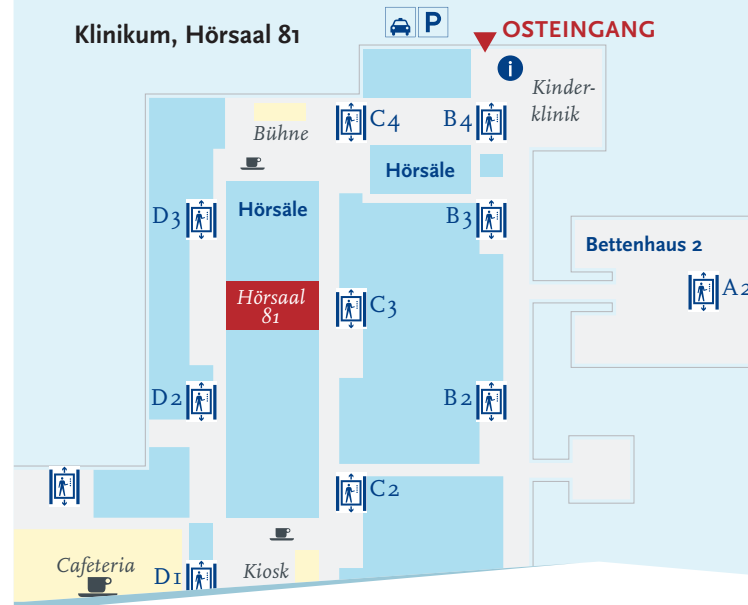 Klinikum, Hörsaal 81
P
OSTEINGANG
i
Kinder-
klinik
Bühne
C4
B4
Hörsäle
D3
Hörsäle
B3
Bettenhaus 2
Hörsaal
81
C3
A2
D2
B2
C2
Cafeteria
D1
Kiosk